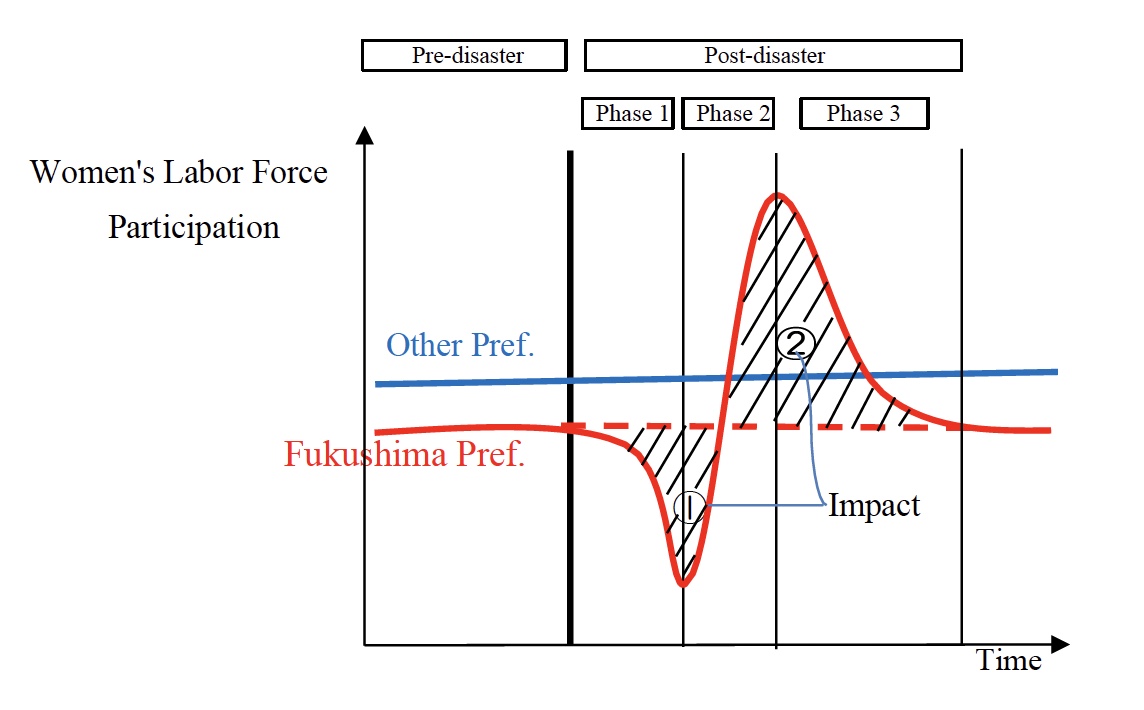 Pre-disaster
Post-disaster
Phase 1
Phase 2
Phase 3
Women's Labor Force
Participation
Other Pref.
②
Fukushima Pref.
①
Impact
Time